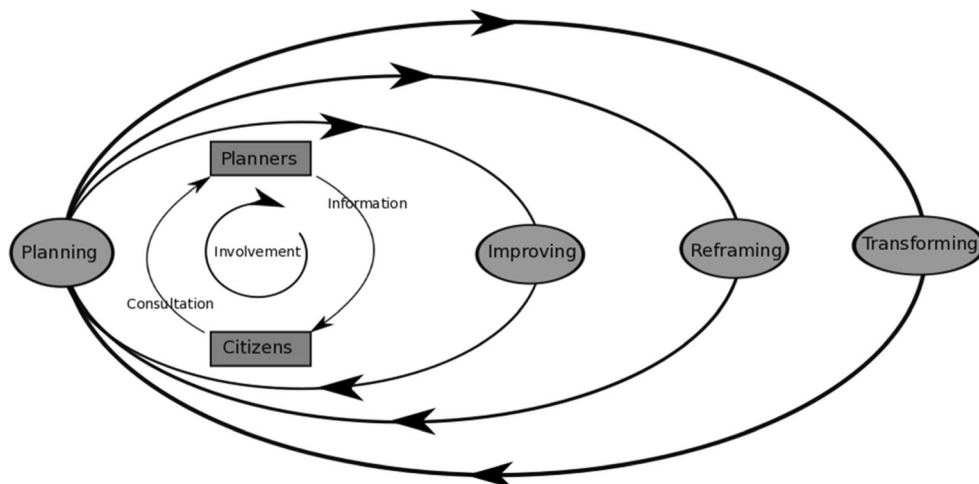 Planners
Information
Planning
Involvement
Improving
Reframing
Transforming
Consultation
Citizens